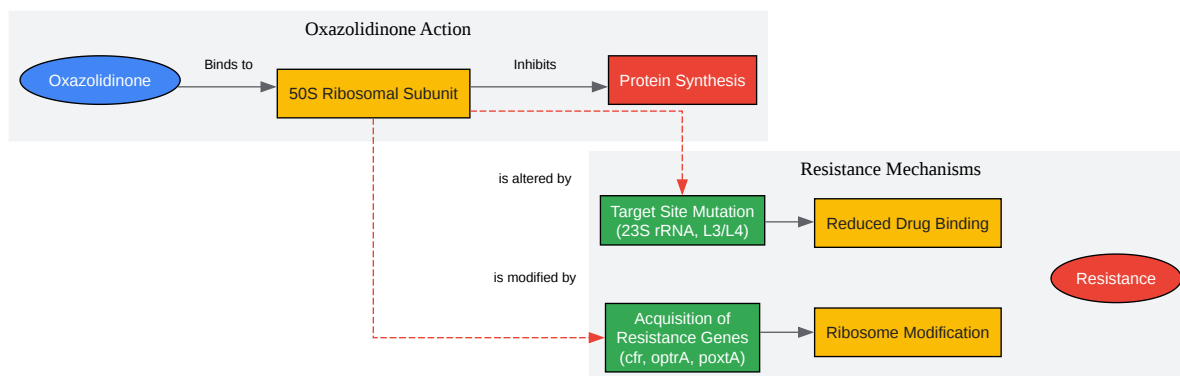 Oxazolidinone Action
Oxazolidinone
Binds to
50S Ribosomal Subunit
Inhibits
Protein Synthesis
is altered by
Resistance Mechanisms
Target Site Mutation
(23S rRNA, L3/L4)
Reduced Drug Binding
is modified by
Resistance
Acquisition of
Resistance Genes
(cfr, optrA, poxtA)
Ribosome Modification